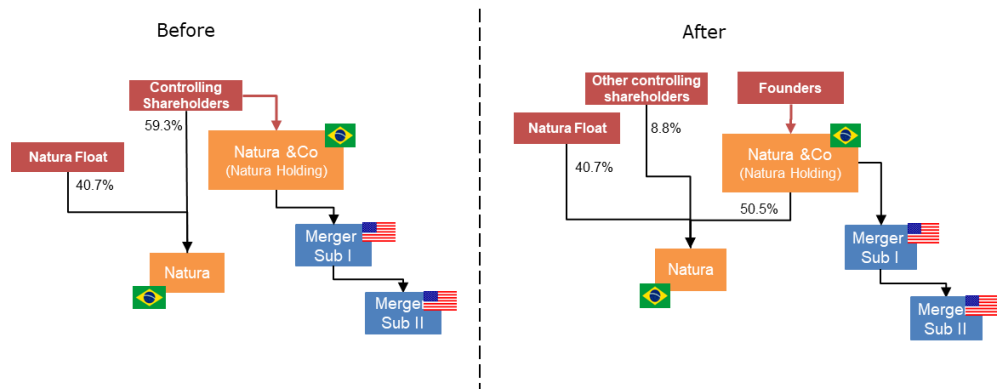 Before
Controlling
Shareholders
59.3%
Natura Float
40.7%
Natura &Co
(Natura Holding)
Merger
Sub I
Natura
Merger
Sub II
After
Other controlling
shareholders
Founders
8.8%
Natura Float
40.7%
Natura &Co
(Natura Holding)
50.5%
Merger
Sub I
Natura
Merger
Sub II